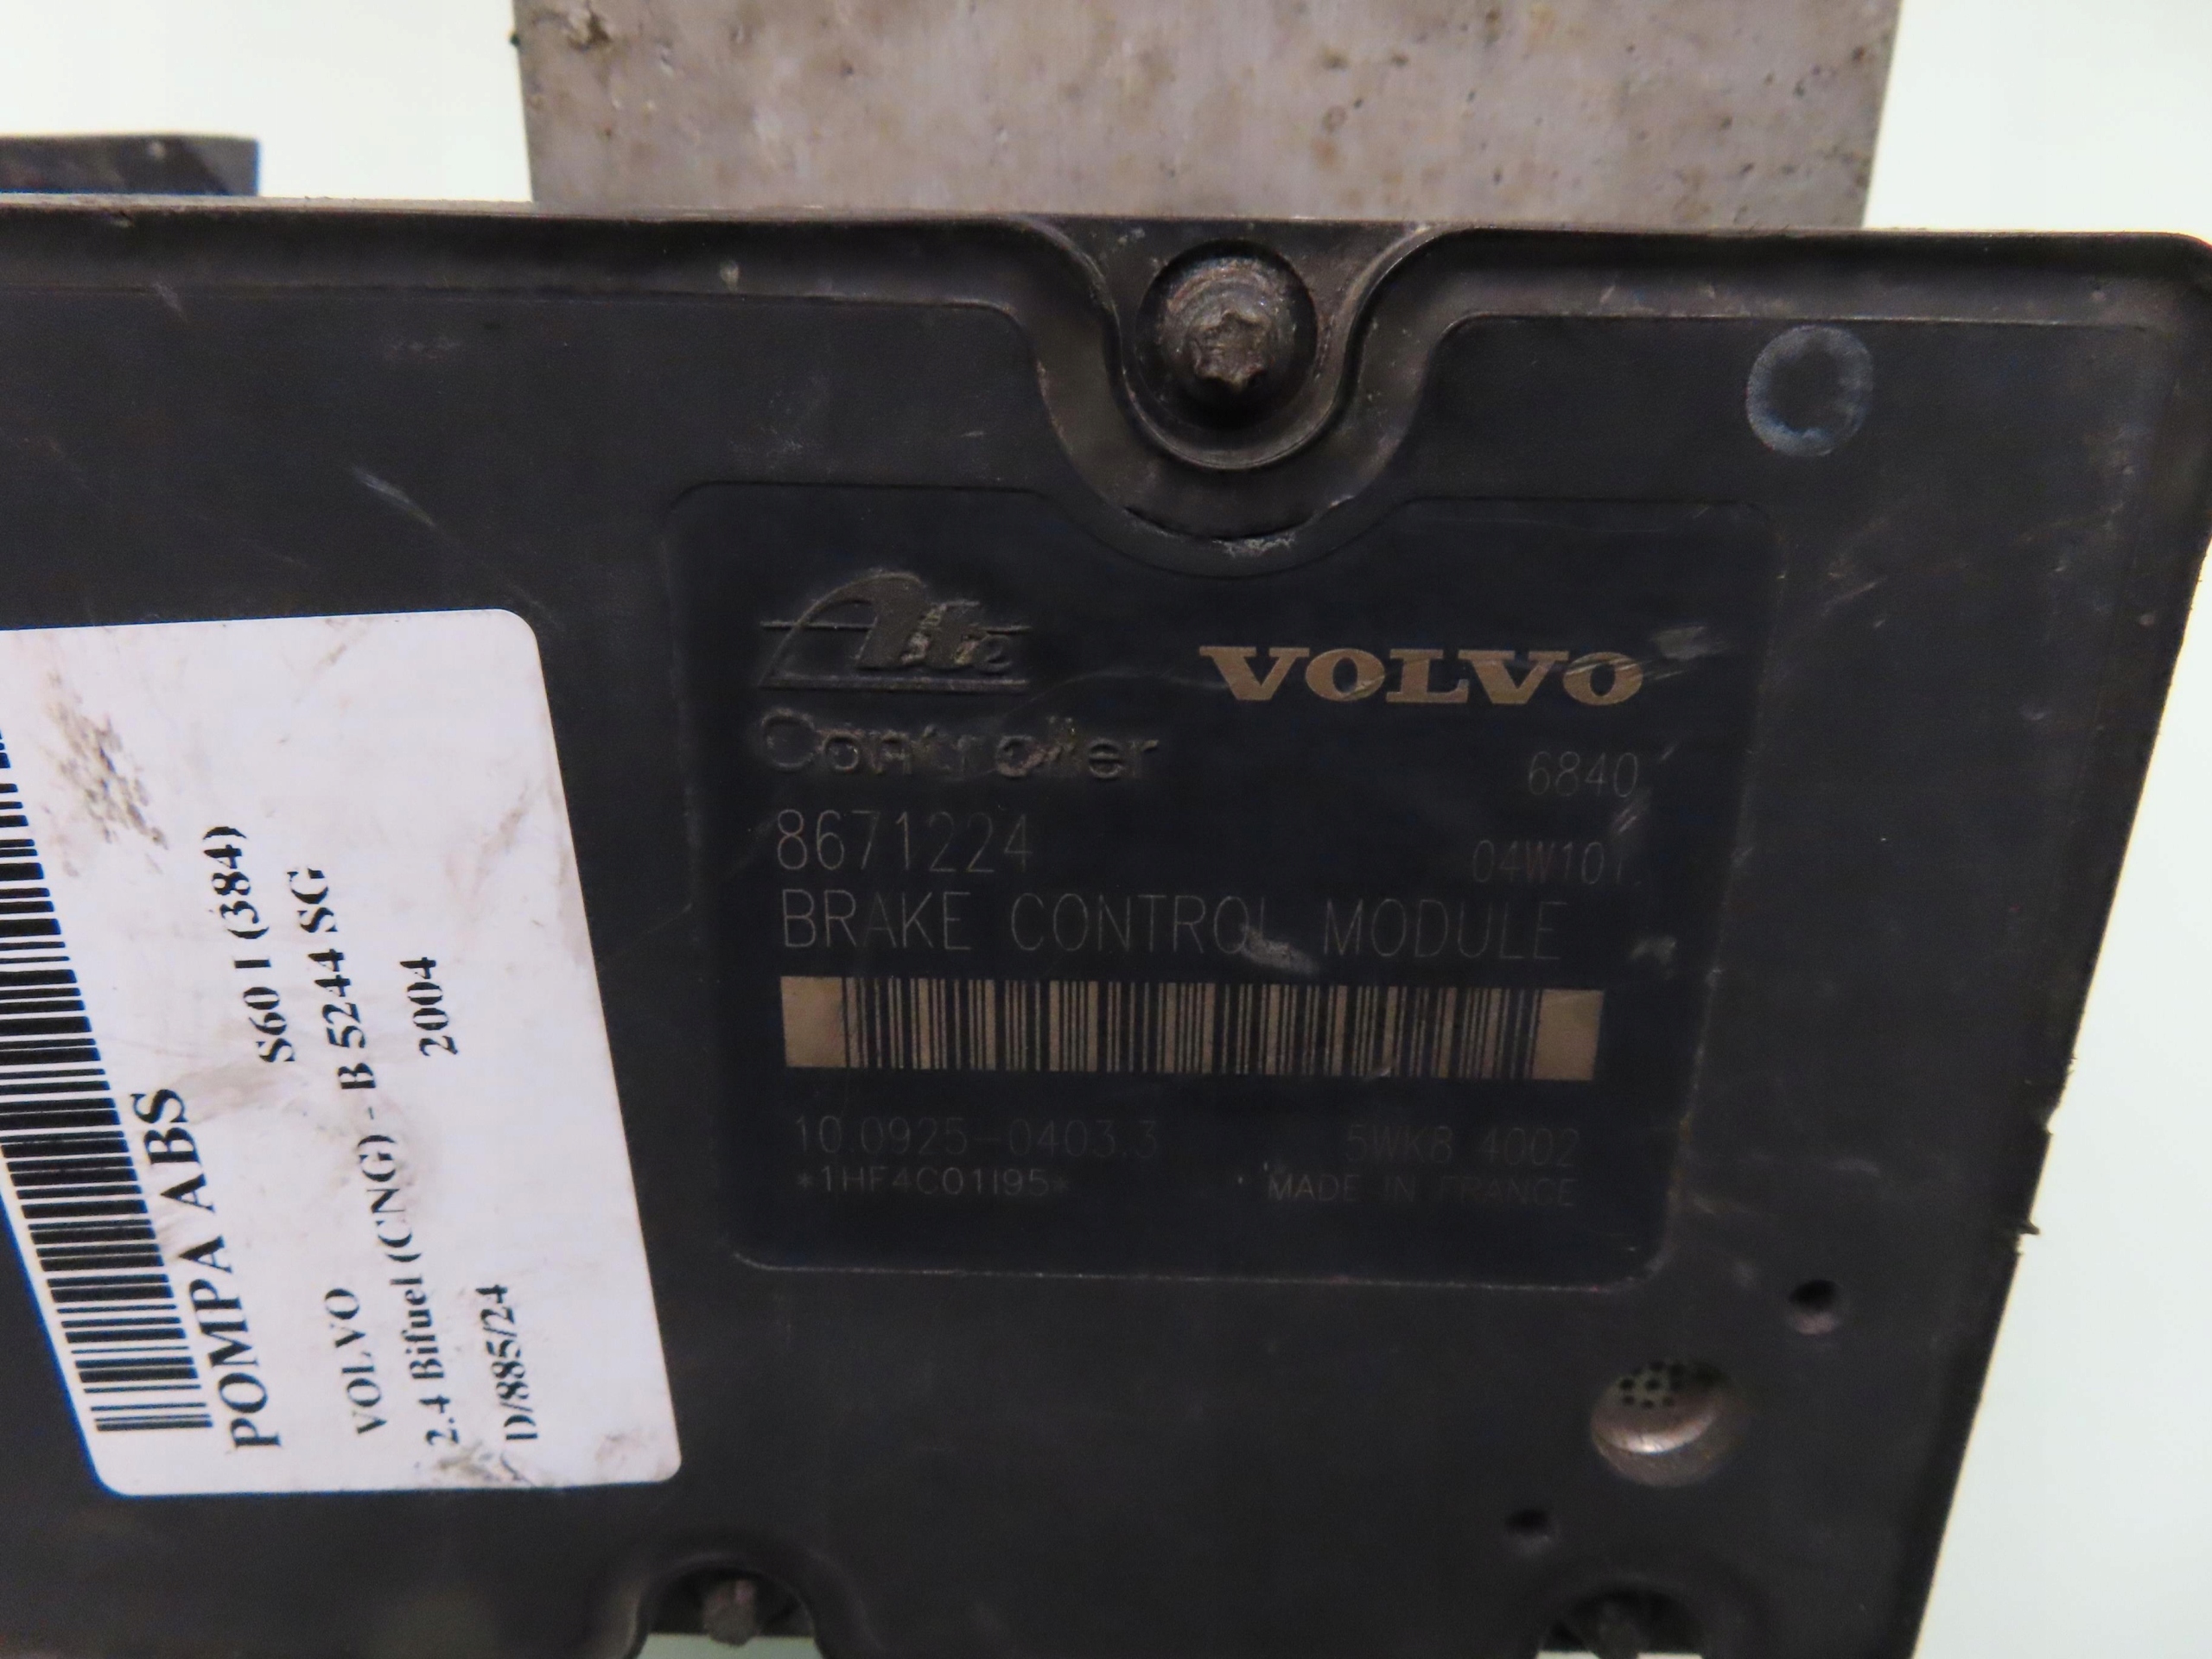 Ate
Controller
VOLVO
6840
8671224
04W101
BRAKE CONTROL MODULE
10.0925-0403.3
5WK8 4002
*1HF4C01I95*
MADE IN FRANCE
POMPA ABS
S60 I (384)
VOLVO
2.4 Bifuel (CNG) - B 5244 SG
2004
D/885/24